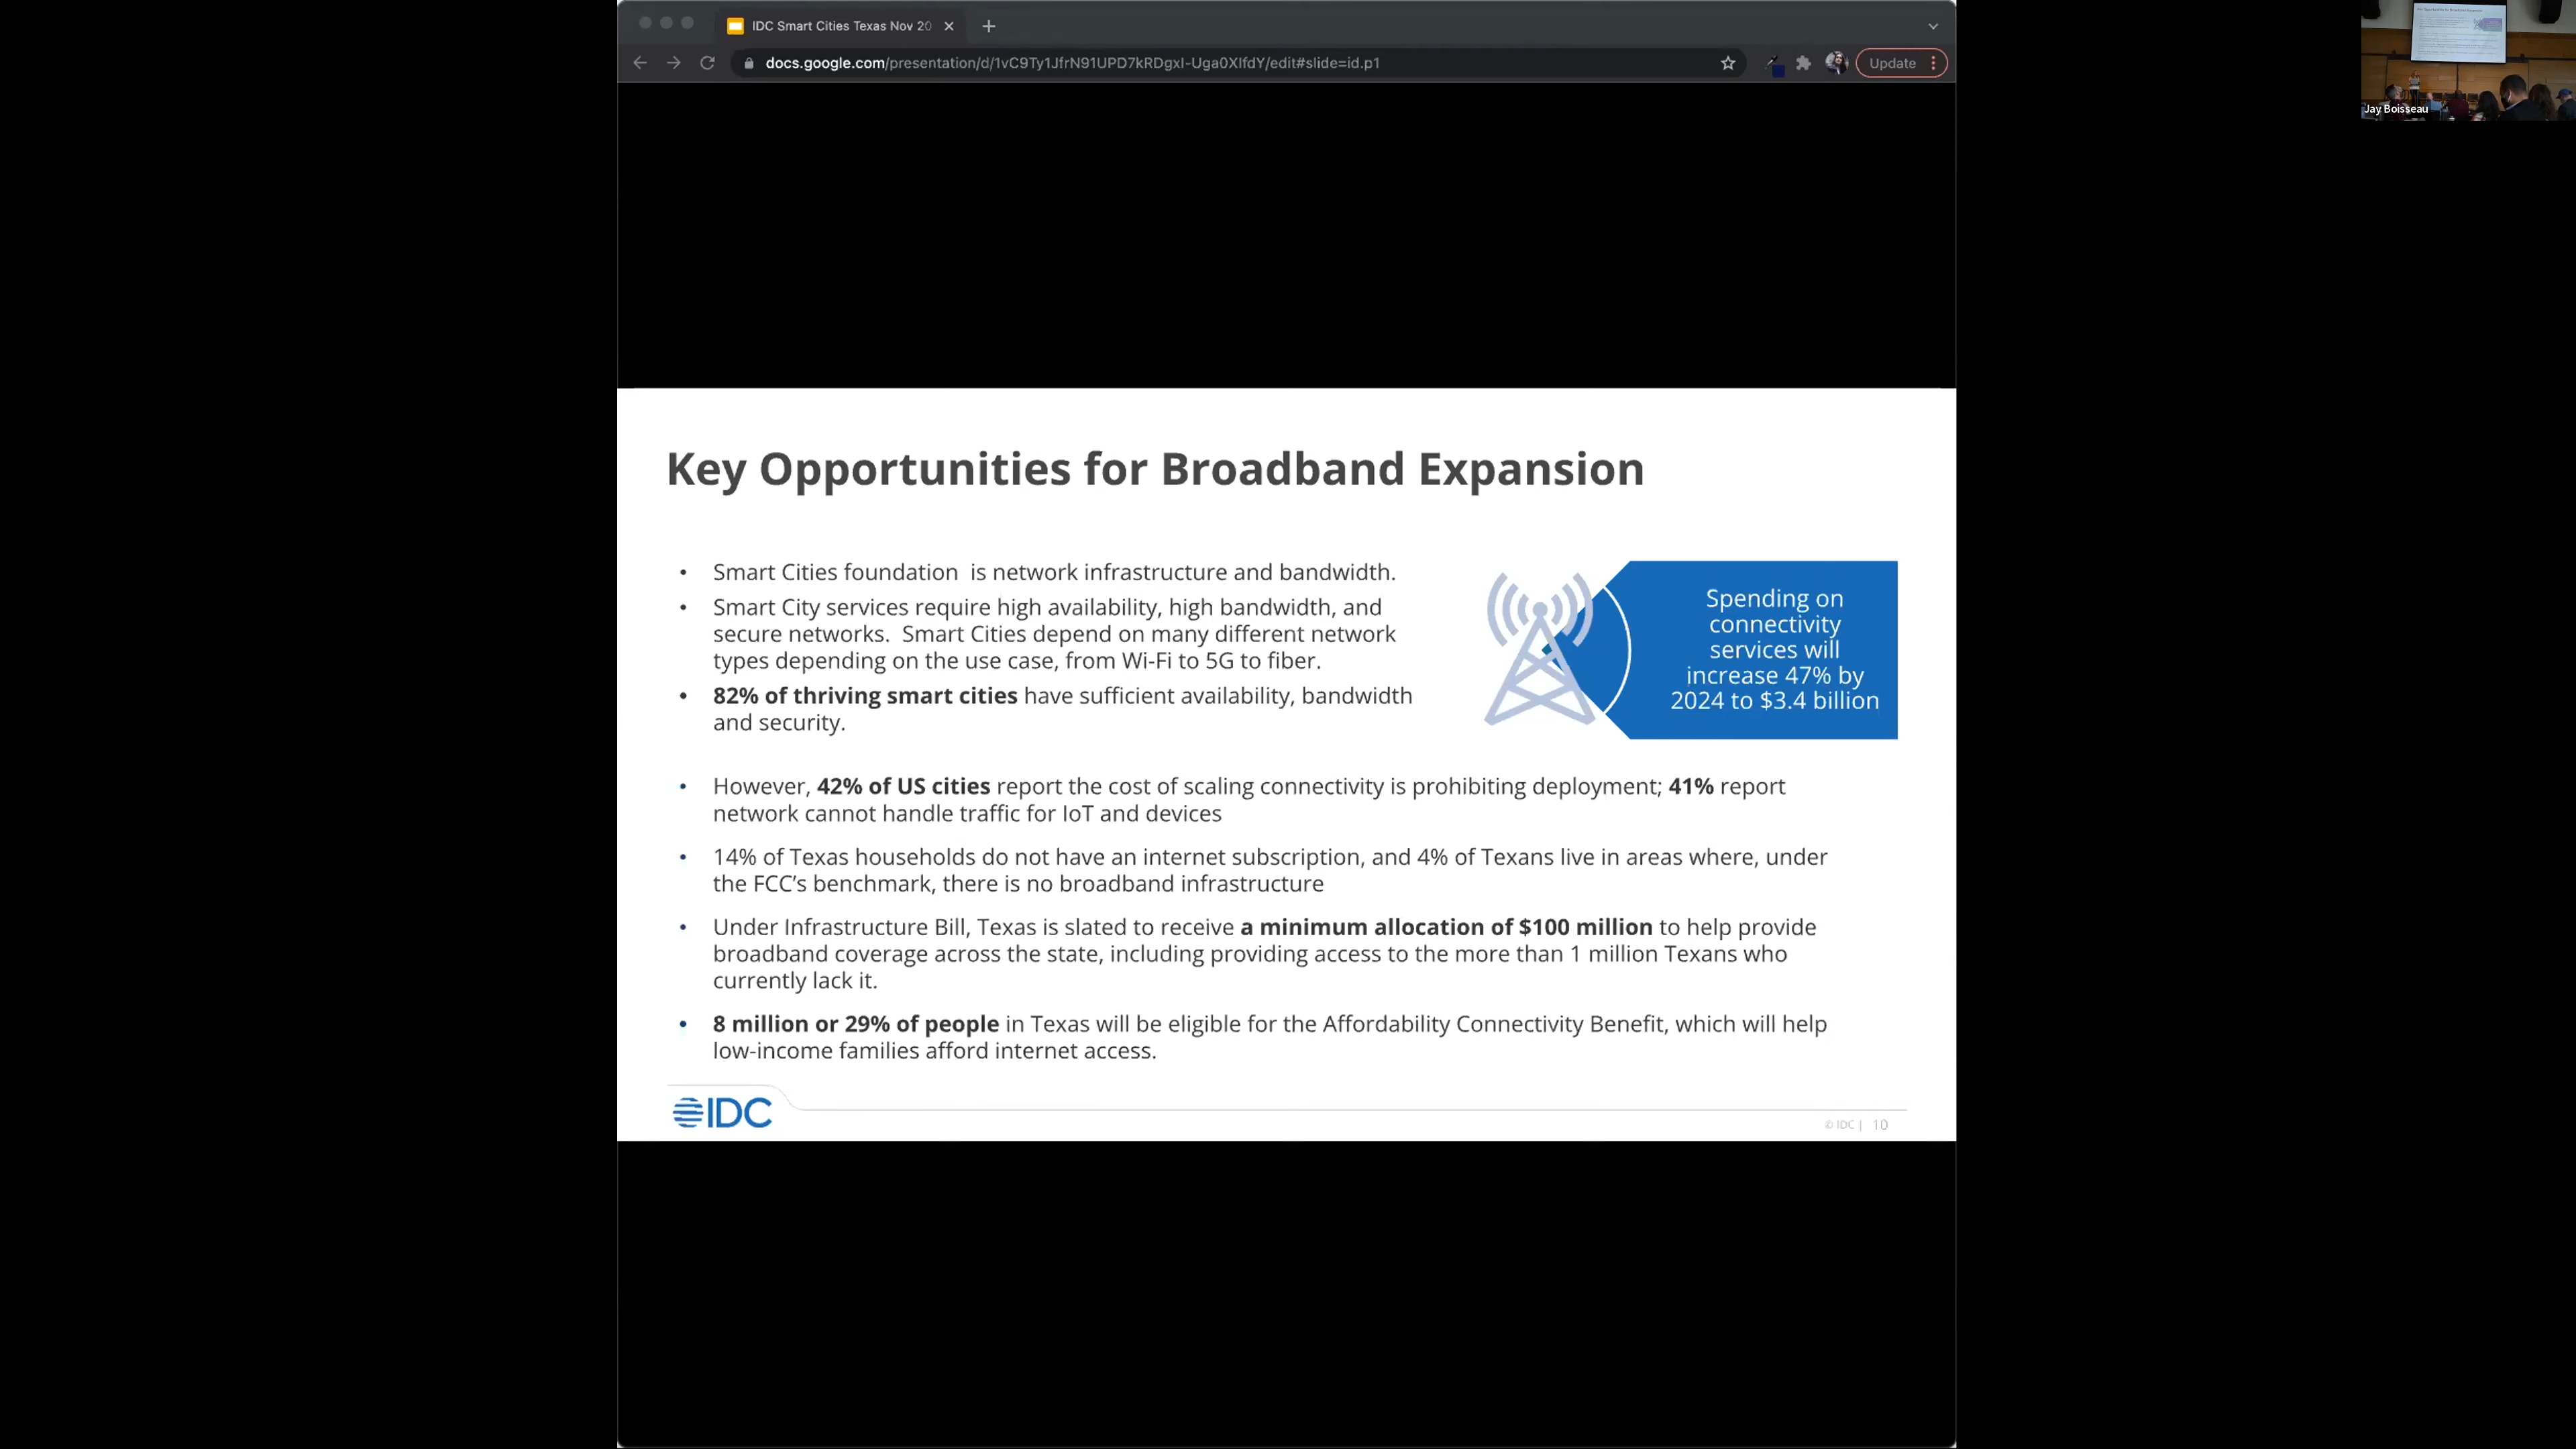 IDC Smart Cities Texas Nov 20
docs.google.com/presentation/d/1vC9Ty1JfrN91UPD7kRDgxI-Uga0XIfdY/edit#slide=id.p1
Update
Jay Boisseau
Key Opportunities for Broadband Expansion
• Smart Cities foundation  is network infrastructure and bandwidth.
• Smart City services require high availability, high bandwidth, and
secure networks.  Smart Cities depend on many different network
types depending on the use case, from Wi-Fi to 5G to fiber.
• 82% of thriving smart cities have sufficient availability, bandwidth
and security.
Spending on
connectivity
services will
increase 47% by
2024 to $3.4 billion
• However, 42% of US cities report the cost of scaling connectivity is prohibiting deployment; 41% report
network cannot handle traffic for IoT and devices
• 14% of Texas households do not have an internet subscription, and 4% of Texans live in areas where, under
the FCC’s benchmark, there is no broadband infrastructure
• Under Infrastructure Bill, Texas is slated to receive a minimum allocation of $100 million to help provide
broadband coverage across the state, including providing access to the more than 1 million Texans who
currently lack it.
• 8 million or 29% of people in Texas will be eligible for the Affordability Connectivity Benefit, which will help
low-income families afford internet access.
IDC
© IDC | 10